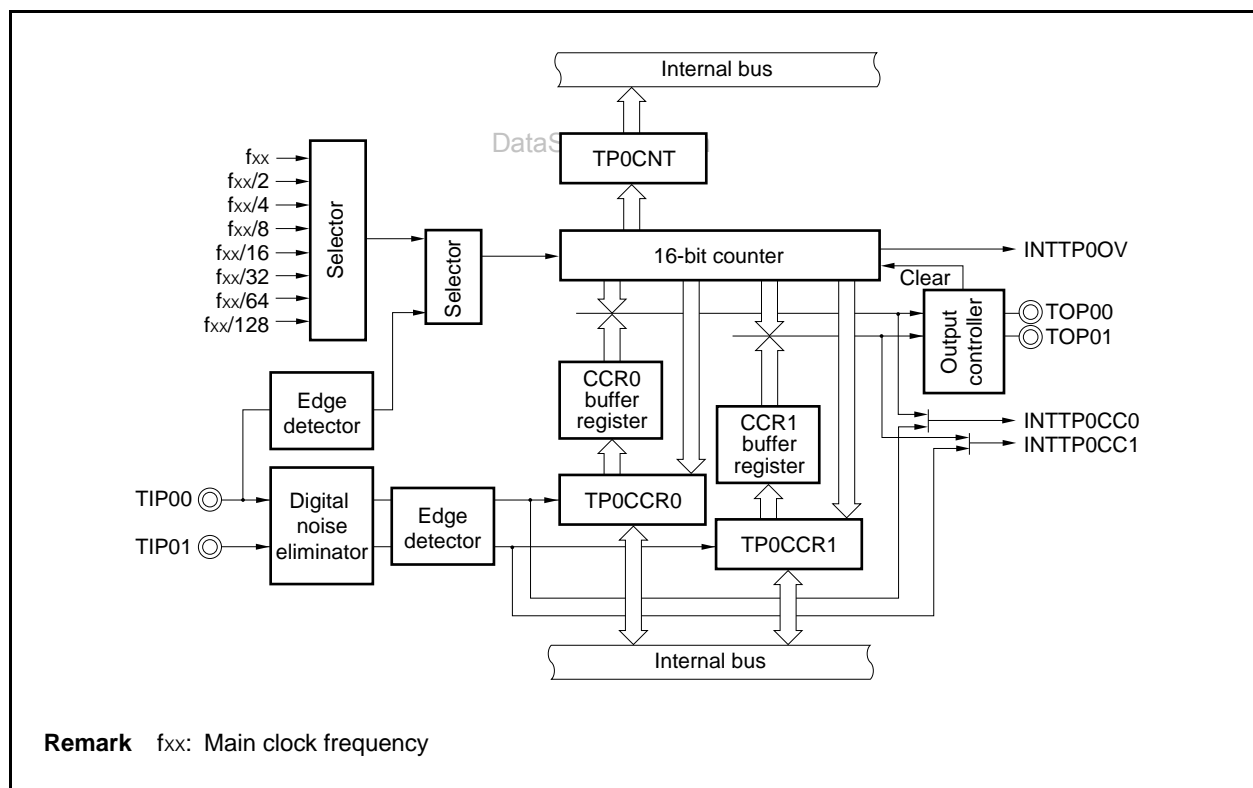 Internal bus
DataS
TP0CNT
fxx
fxx/2
fxx/4
fxx/8
fxx/16
fxx/32
fxx/64
fxx/128
Selector
Selector
16-bit counter
INTTP0OV
Clear
Output
controller
TOP00
TOP01
CCR0
buffer
register
CCR1
buffer
register
INTTP0CC0
INTTP0CC1
Edge
detector
TIP00
TIP01
Digital
noise
eliminator
Edge
detector
TP0CCR0
TP0CCR1
Internal bus
Remark fxx: Main clock frequency